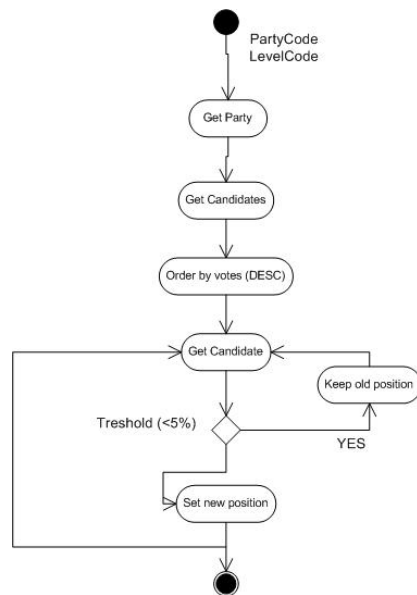 PartyCode
LevelCode
Get Party
Get Candidates
Order by votes (DESC)
Get Candidate
Keep old position
Treshold (<5%)
YES
Set new position